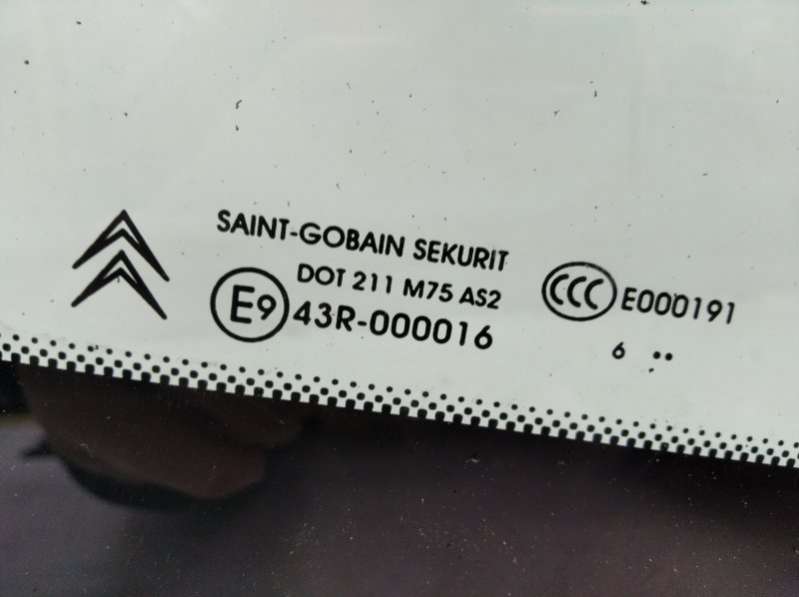 SAINT-GOBAIN SEKURIT
DOT 211 M75 AS2
E9 43R-000016
CCC E000191
6 ..